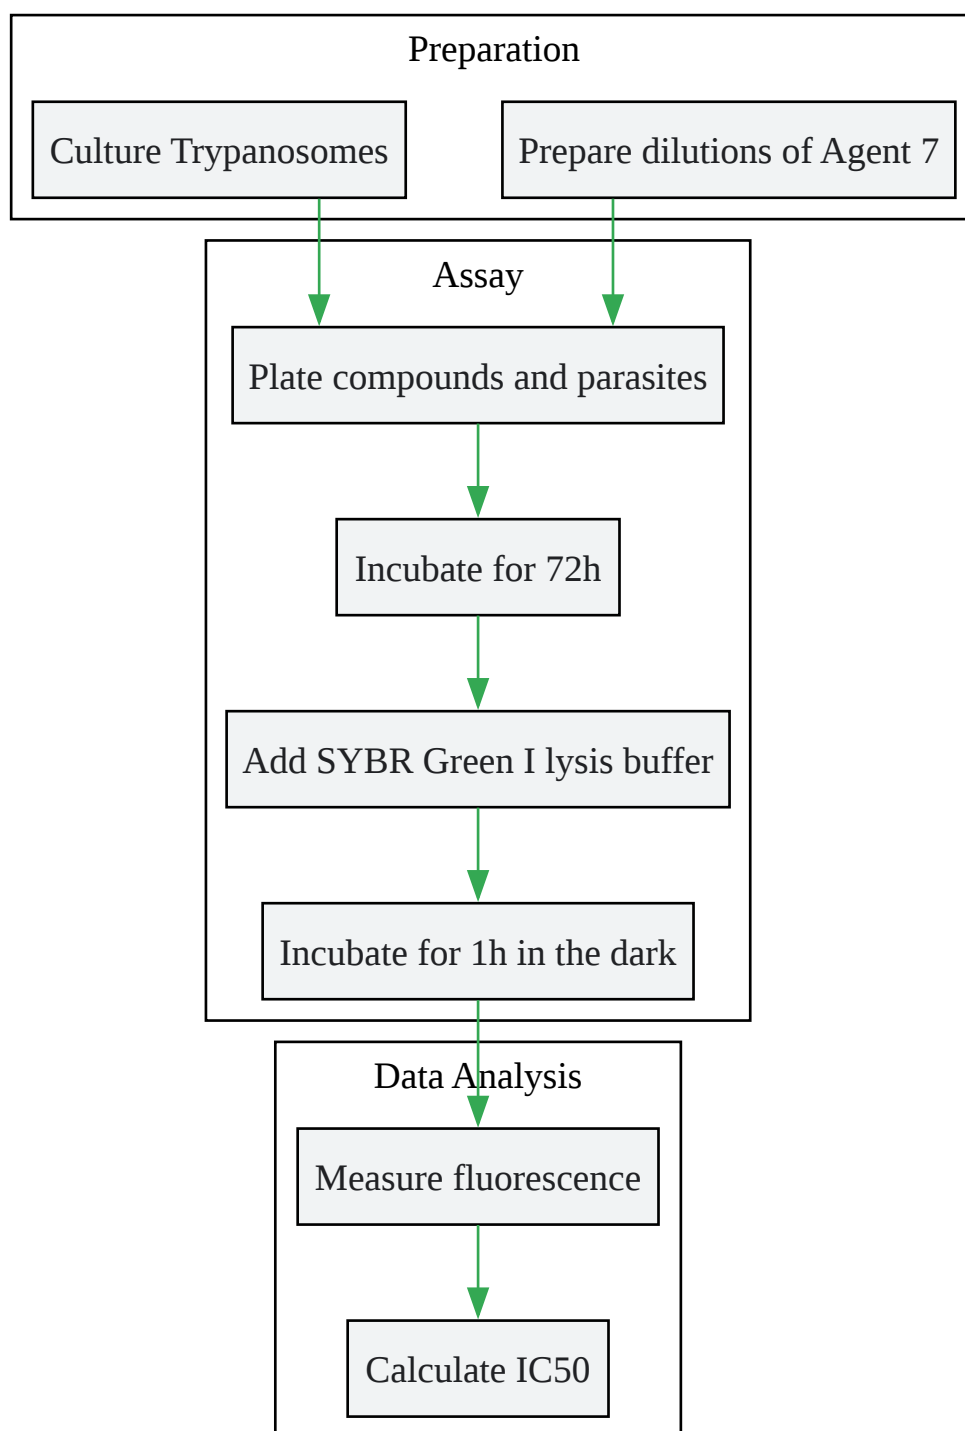 Preparation
Culture Trypanosomes
Prepare dilutions of Agent 7
Assay
Plate compounds and parasites
Incubate for 72h
Add SYBR Green I lysis buffer
Incubate for 1h in the dark
Data Analysis
Measure fluorescence
Calculate IC50